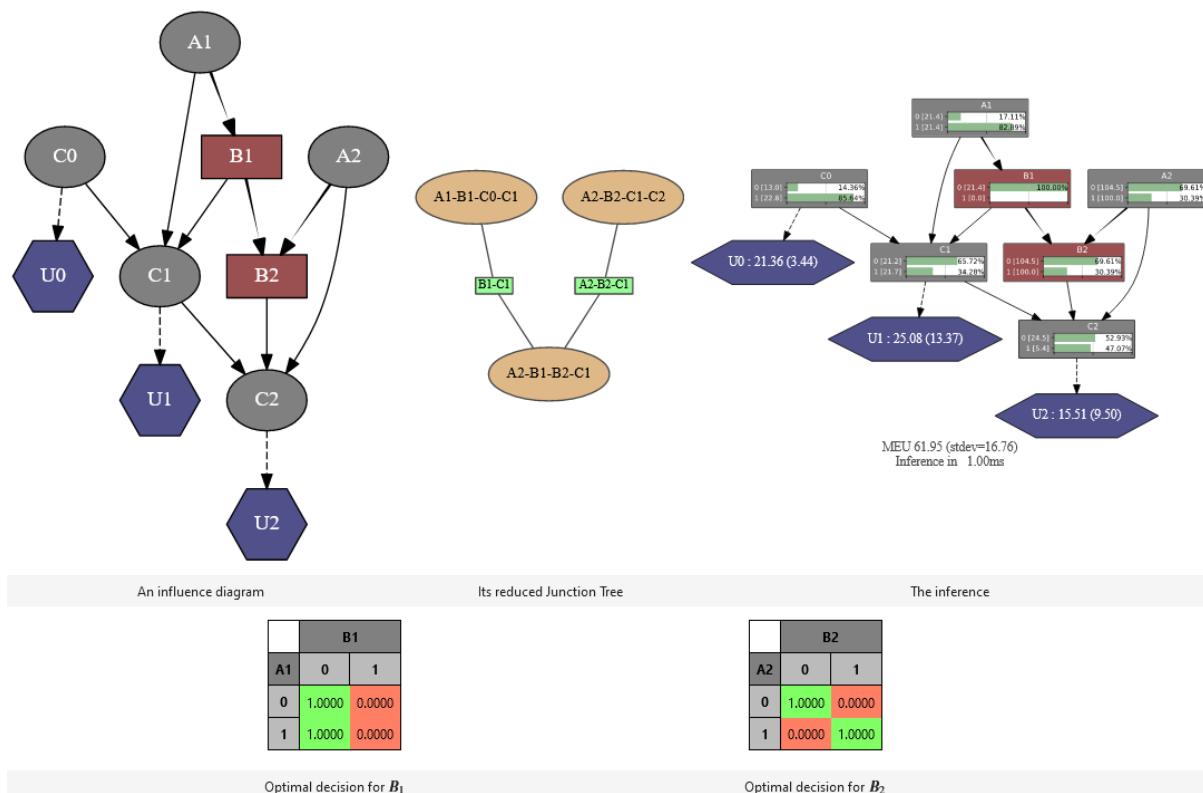 A1
C0
B1
A2
U0
C1
B2
U1
C2
U2
A1-B1-C0-C1
A2-B2-C1-C2
B1-C1
A2-B2-C1
A2-B1-B2-C1
A1
0 [21.4] 17.11%
1 [21.4] 82.89%
C0
0 [13.0] 14.36%
1 [22.8] 85.64%
B1
0 [21.4] 100.00%
1 [0.0]
A2
0 [104.5] 69.61%
1 [100.0] 30.39%
U0 : 21.36 (3.44)
C1
0 [21.2] 65.72%
1 [21.7] 34.28%
B2
0 [104.5] 69.61%
1 [100.0] 30.39%
U1 : 25.08 (13.37)
C2
0 [24.5] 52.93%
1 [5.4] 47.07%
U2 : 15.51 (9.50)
MEU 61.95 (stdev=16.76)
Inference in 1.00ms
An influence diagram
Its reduced Junction Tree
The inference
B1
A1 0 1
0 1.0000 0.0000
1 1.0000 0.0000
Optimal decision for B1
B2
A2 0 1
0 1.0000 0.0000
1 0.0000 1.0000
Optimal decision for B2